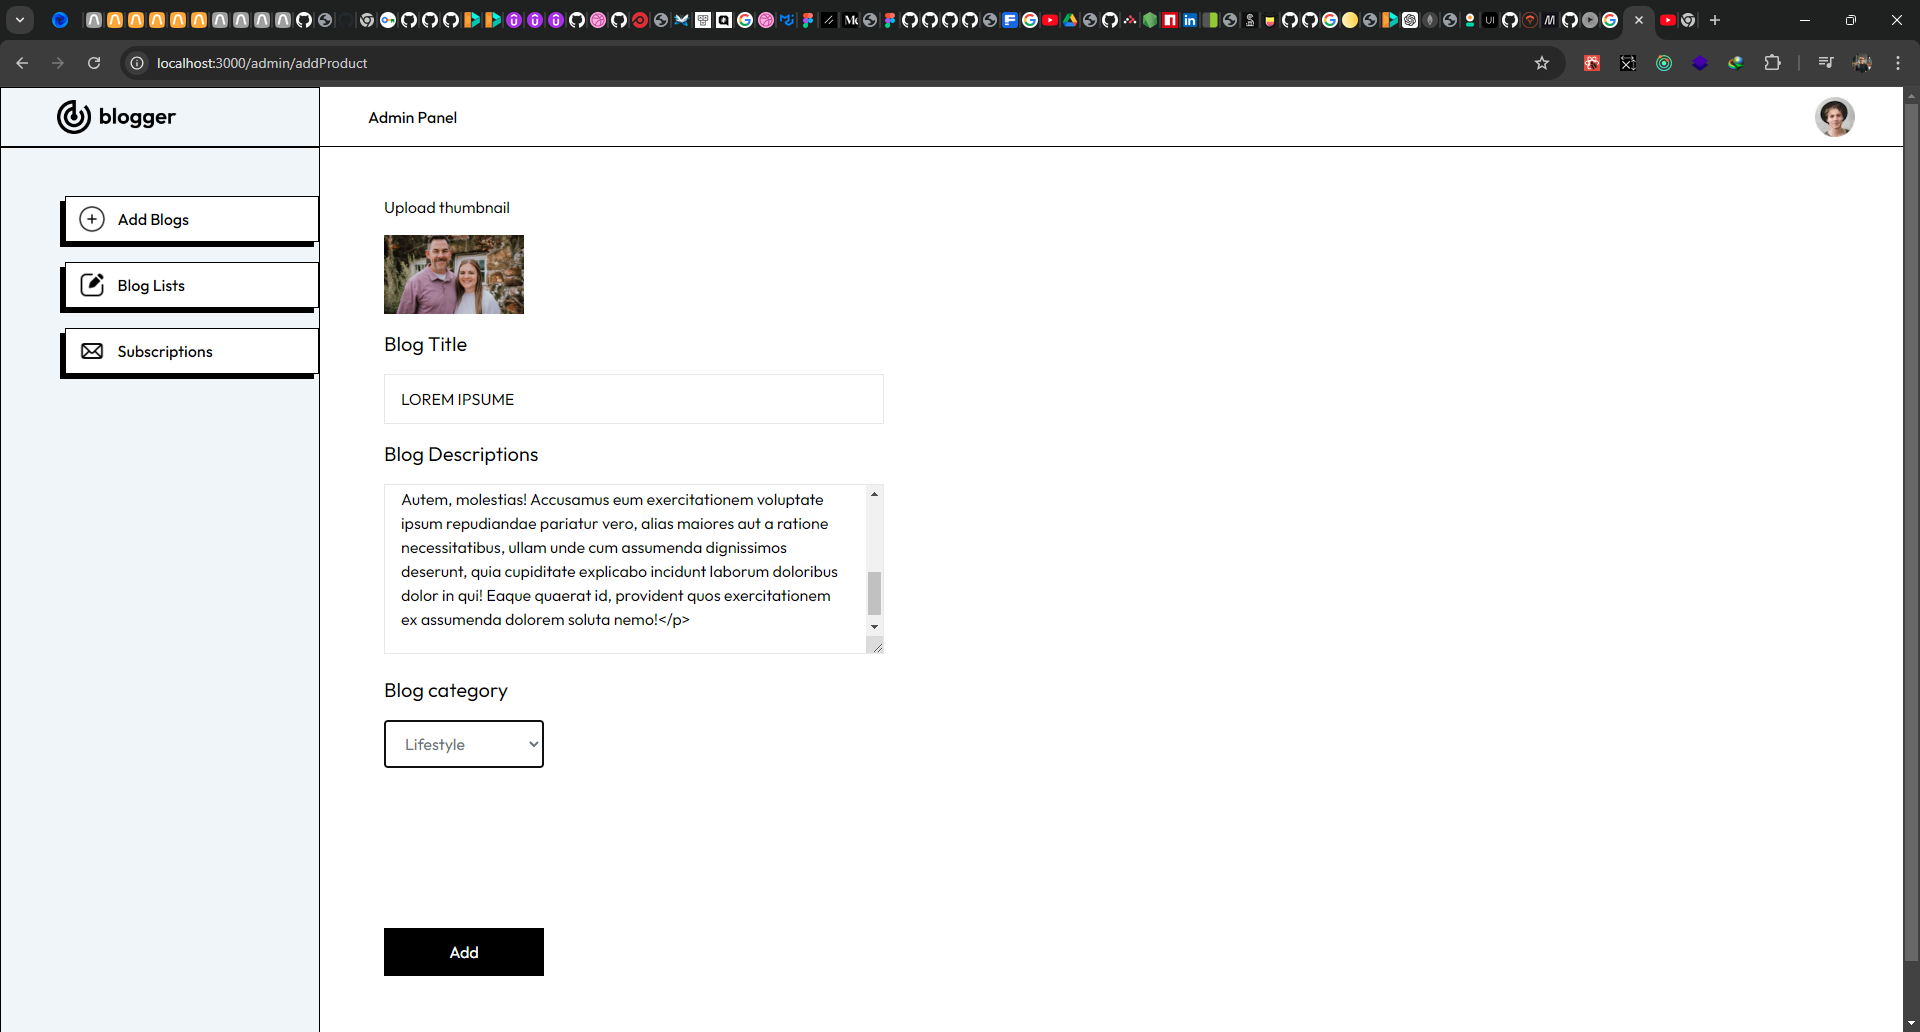 localhost:3000/admin/addProduct
blogger
Admin Panel
Add Blogs
Blog Lists
Subscriptions
Upload thumbnail
Blog Title
LOREM IPSUME
Blog Descriptions
Autem, molestias! Accusamus eum exercitationem voluptate
ipsum repudiandae pariatur vero, alias maiores aut a ratione
necessitatibus, ullam unde cum assumenda dignissimos
deserunt, quia cupiditate explicabo incidunt laborum doloribus
dolor in qui! Eaque quaerat id, provident quos exercitationem
ex assumenda dolorem soluta nemo!</p>
Blog category
Lifestyle
Add